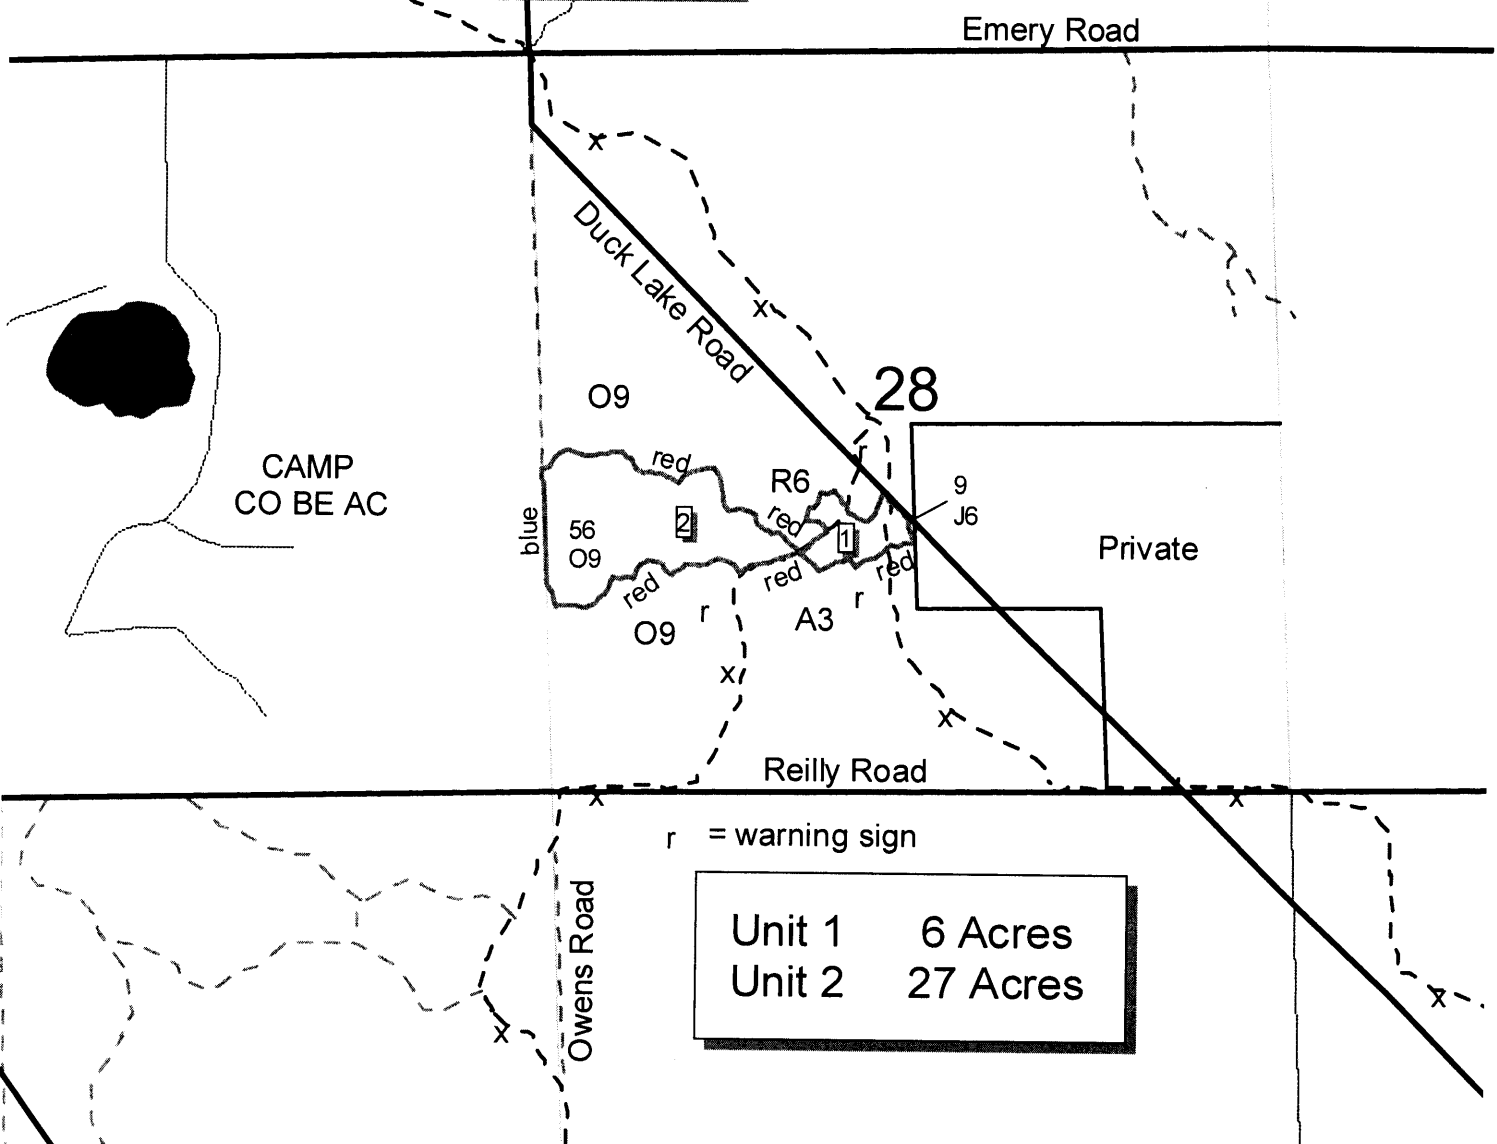 Emery Road
x
Duck Lake Road
x
28
O9
r
CAMP
CO BE AC
red
R6
9
J6
red
2
56
O9
blue
1
Private
red
red
red
r
r
A3
O9
x
x
Reilly Road
x
x
r = warning sign
Unit 1 6 Acres
Unit 2 27 Acres
Owens Road
x
x